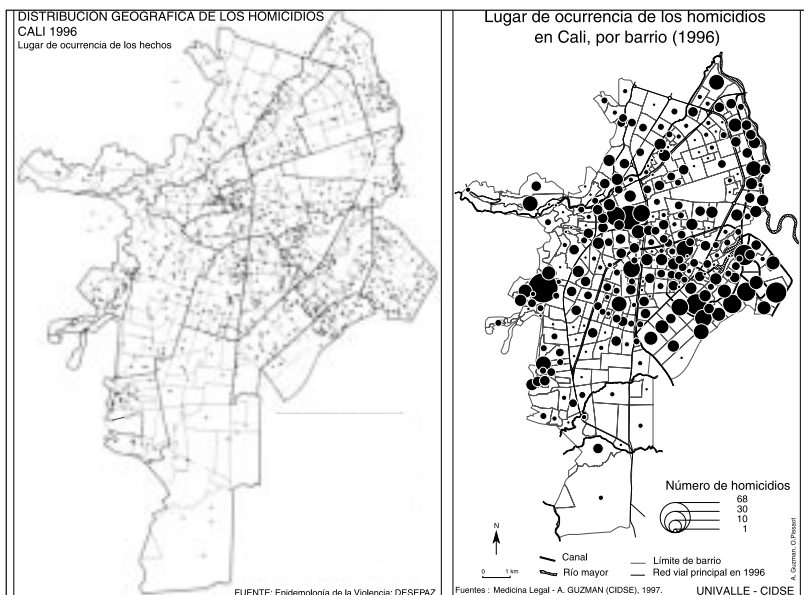 DISTRIBUCION GEOGRAFICA DE LOS HOMICIDIOS
CALI 1996
Lugar de ocurrencia de los hechos
FUENTE: Epidemología de la Violencia: DESEPAZ
Lugar de ocurrencia de los homicidios
en Cali, por barrio (1996)
Número de homicidios
68
30
10
1
N
0 1 km
Canal
Río mayor
Límite de barrio
Red vial principal en 1996
Fuentes : Medicina Legal - A. GUZMAN (CIDSE), 1997.
UNIVALLE - CIDSE
A. Guzman, O.Pissoat